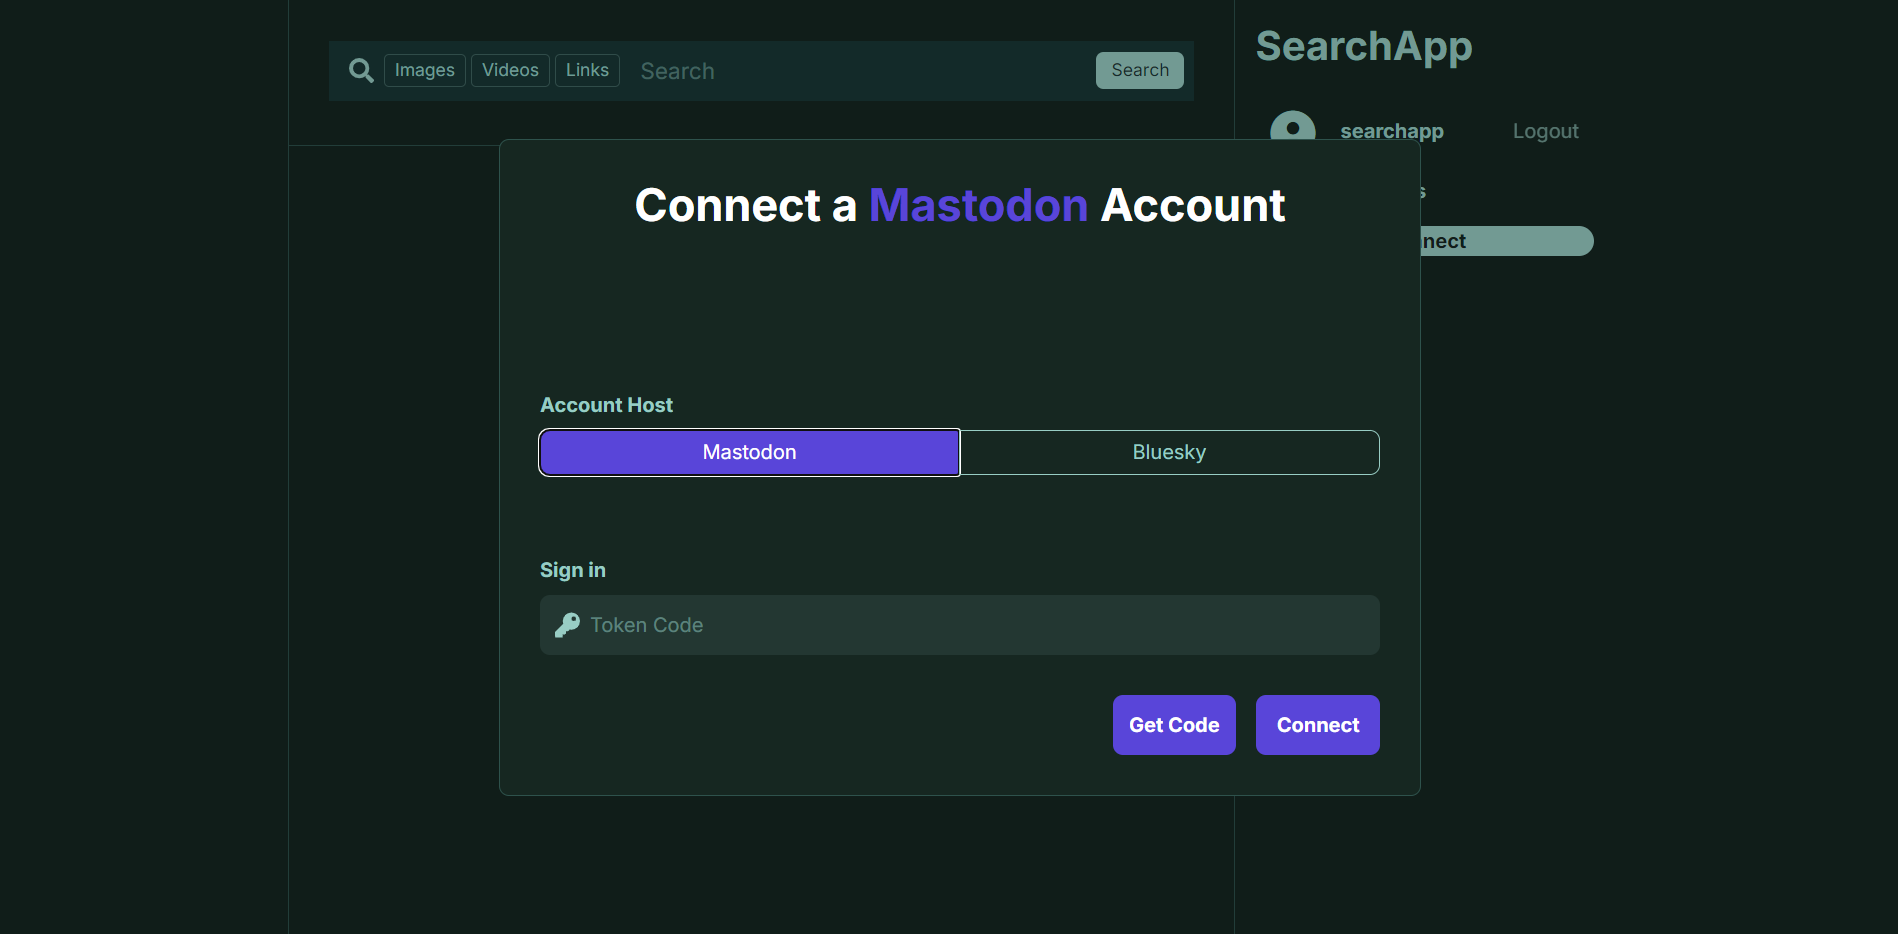 Images Videos Links Search Search
SearchApp
searchapp Logout
Connect a Mastodon Account
Account Host
Mastodon Bluesky
Sign in
Token Code
Get Code Connect